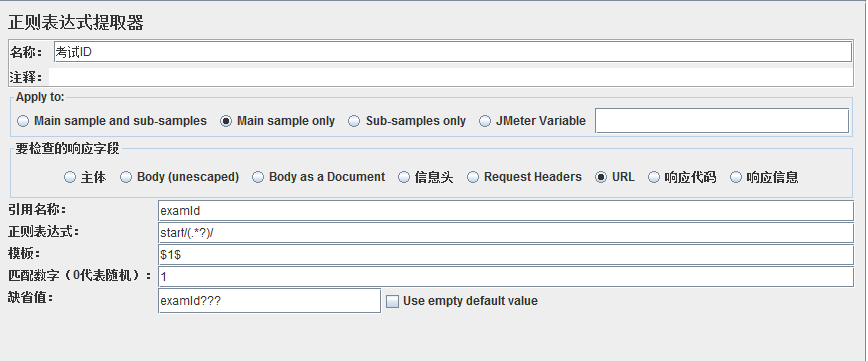 正则表达式提取器
名称： 考试ID
注释：
Apply to:
Main sample and sub-samples Main sample only Sub-samples only JMeter Variable
要检查的响应字段
主体 Body (unescaped) Body as a Document 信息头 Request Headers URL 响应代码 响应信息
引用名称： examId
正则表达式： start/(.*?)/
模板： $1$
匹配数字（0代表随机）： 1
缺省值： examId??? Use empty default value